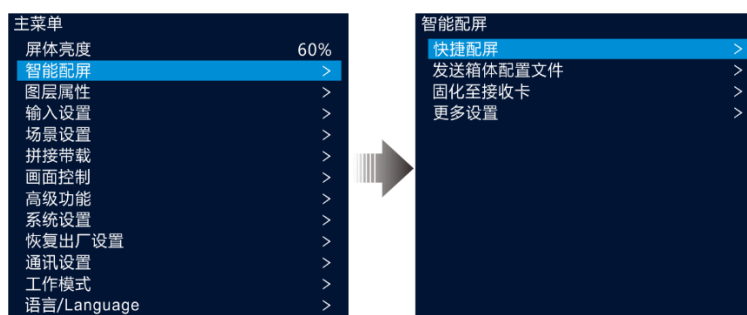 主菜单
屏体亮度 60%
智能配屏 >
图层属性 >
输入设置 >
场景设置 >
拼接带载 >
画面控制 >
高级功能 >
系统设置 >
恢复出厂设置 >
通讯设置 >
工作模式 >
语言/Language >
智能配屏
快捷配屏 >
发送箱体配置文件 >
固化至接收卡 >
更多设置 >